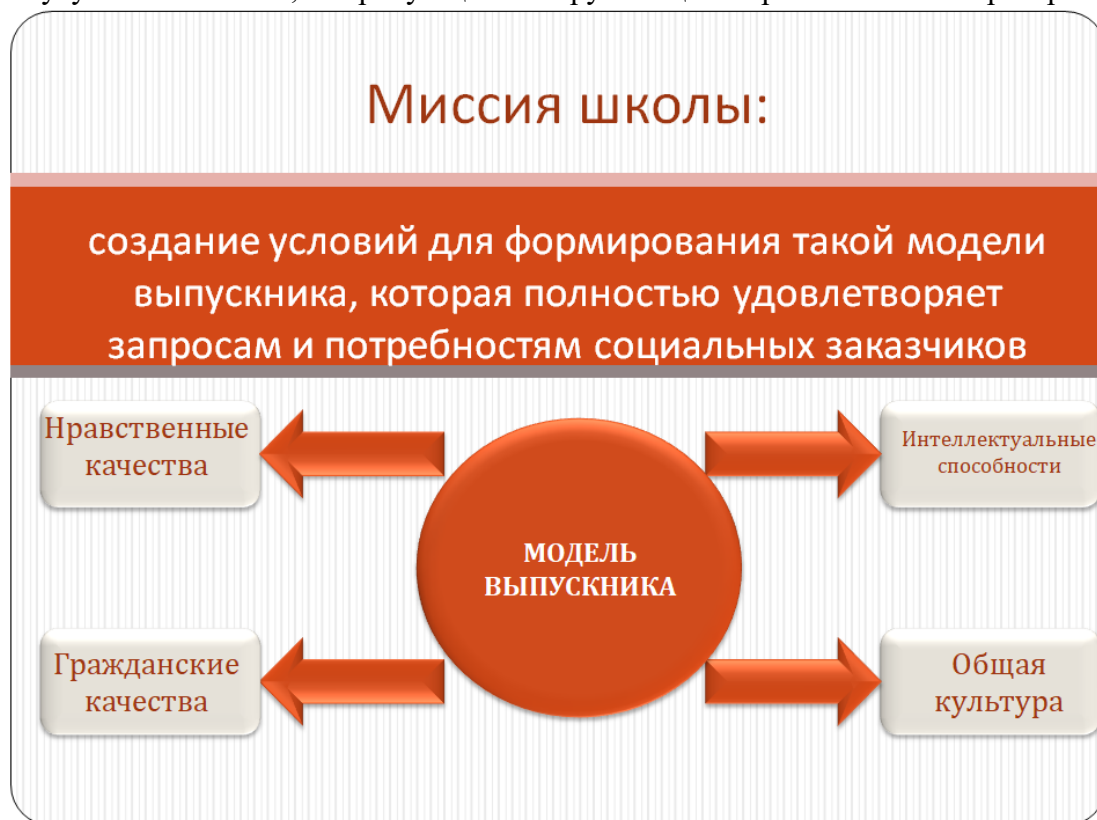 Миссия школы:
создание условий для формирования такой модели
выпускника, которая полностью удовлетворяет
запросам и потребностям социальных заказчиков
Нравственные
качества
Интеллектуальные
способности
МОДЕЛЬ
ВЫПУСКНИКА
Гражданские
качества
Общая
культура